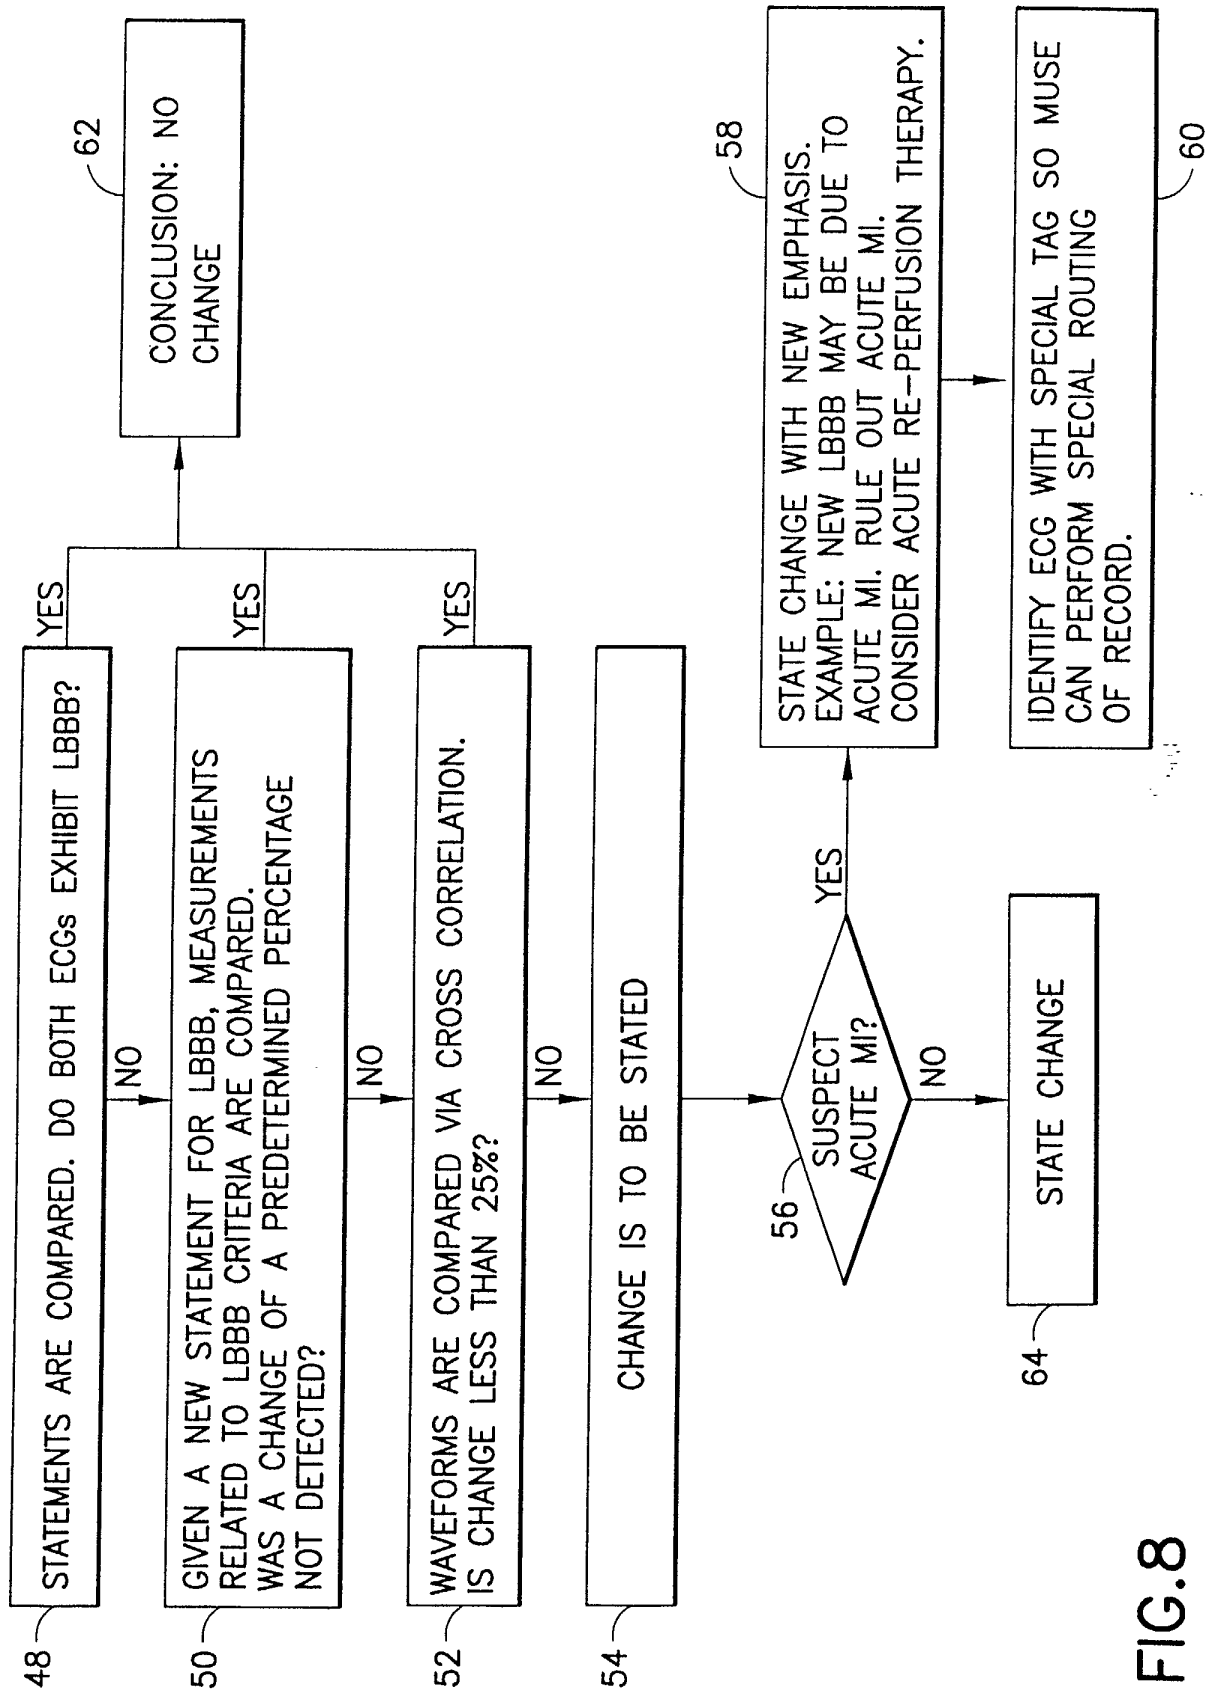 48
STATEMENTS ARE COMPARED. DO BOTH ECGs EXHIBIT LBBB?
YES
62
CONCLUSION: NO
CHANGE
NO
50
GIVEN A NEW STATEMENT FOR LBBB, MEASUREMENTS
RELATED TO LBBB CRITERIA ARE COMPARED.
WAS A CHANGE OF A PREDETERMINED PERCENTAGE
NOT DETECTED?
YES
NO
52
WAVEFORMS ARE COMPARED VIA CROSS CORRELATION.
IS CHANGE LESS THAN 25%?
YES
NO
54
CHANGE IS TO BE STATED
56
SUSPECT
ACUTE MI?
YES
58
STATE CHANGE WITH NEW EMPHASIS.
EXAMPLE: NEW LBBB MAY BE DUE TO
ACUTE MI. RULE OUT ACUTE MI.
CONSIDER ACUTE RE-PERFUSION THERAPY.
NO
64
STATE CHANGE
IDENTIFY ECG WITH SPECIAL TAG SO MUSE
CAN PERFORM SPECIAL ROUTING
OF RECORD.
60
FIG.8